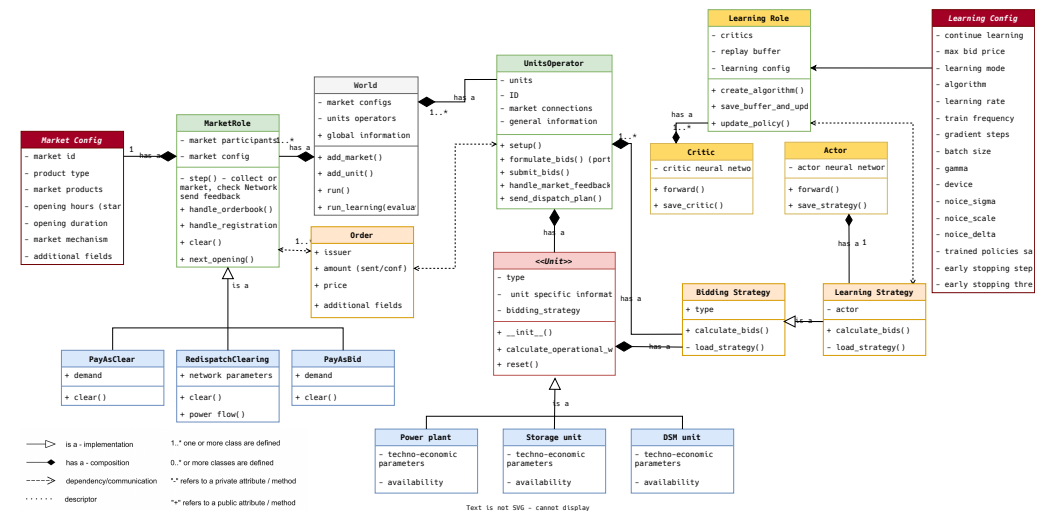 Market Config
- market id
- product type
- market products
- opening hours (star
- opening duration
- market mechanism
- additional fields
1
has a
MarketRole
- market participants
- market config
- step() - collect or
market, check Network
send feedback
+ handle_orderbook()
+ handle_registration
+ clear()
+ next_opening()
1..*
has a
World
- market configs
- units operators
+ global information
+ add_market()
+ add_unit()
+ run()
+ run_learning(evalua
has a
1..*
UnitsOperator
- units
- ID
- market connections
- general information
+ setup()
+ formulate_bids() (port
+ submit_bids()
+ handle_market_feedback
+ send_dispatch_plan()
1..*
has a
Learning Role
- critics
- replay buffer
- learning config
+ create_algorithm()
+ save_buffer_and_upd
+ update_policy()
Learning Config
- continue learning
- max bid price
- learning mode
- algorithm
- learning rate
- train frequency
- gradient steps
- batch size
- gamma
- device
- noice_sigma
- noice_scale
- noice_delta
- trained policies sa
- early stopping step
- early stopping thre
has a
1..*
Critic
- critic neural netwo
+ forward()
+ save_critic()
Actor
- actor neural networ
+ forward()
+ save_strategy()
has a
1
1..
Order
+ issuer
+ amount (sent/conf)
+ price
+ additional fields
<<Unit>>
- type
- unit specific informat
- bidding_strategy
+ __init__()
+ calculate_operational_w
+ reset()
has a
has a
Bidding Strategy
+ type
+ calculate_bids()
- load_strategy()
is a
Learning Strategy
- actor
+ calculate_bids()
- load_strategy()
is a
PayAsClear
+ demand
+ clear()
RedispatchClearing
+ network parameters
+ clear()
+ power flow()
PayAsBid
+ demand
+ clear()
is a
Power plant
- techno-economic
parameters
- availability
Storage unit
- techno-economic
parameters
- availability
DSM unit
- techno-economic
parameters
- availability
is a - implementation
has a - composition
dependency/communication
descriptor
1..* one or more class are defined
0..* or more classes are defined
"-" refers to a private attribute / method
"+" refers to a public attribute / method
Text is not SVG - cannot display